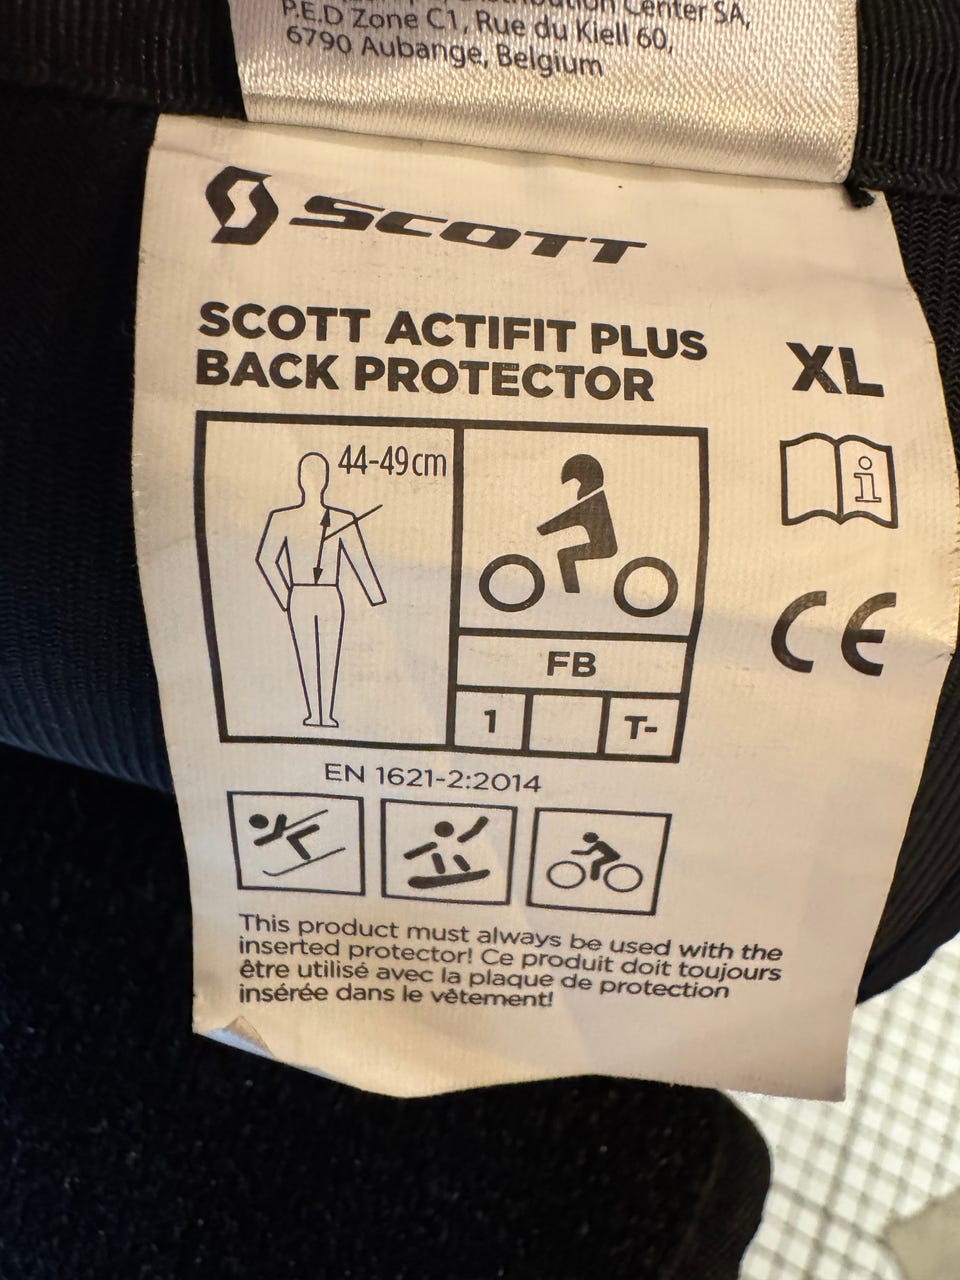 Center SA,
P.E.D Zone C1, Rue du Kiell 60,
6790 Aubange, Belgium
SCOTT
SCOTT ACTIFIT PLUS
BACK PROTECTOR
XL
44-49cm
i
CE
FB
1
T-
EN 1621-2:2014
This product must always be used with the
inserted protector! Ce produit doit toujours
être utilisé avec la plaque de protection
insérée dans le vêtement!